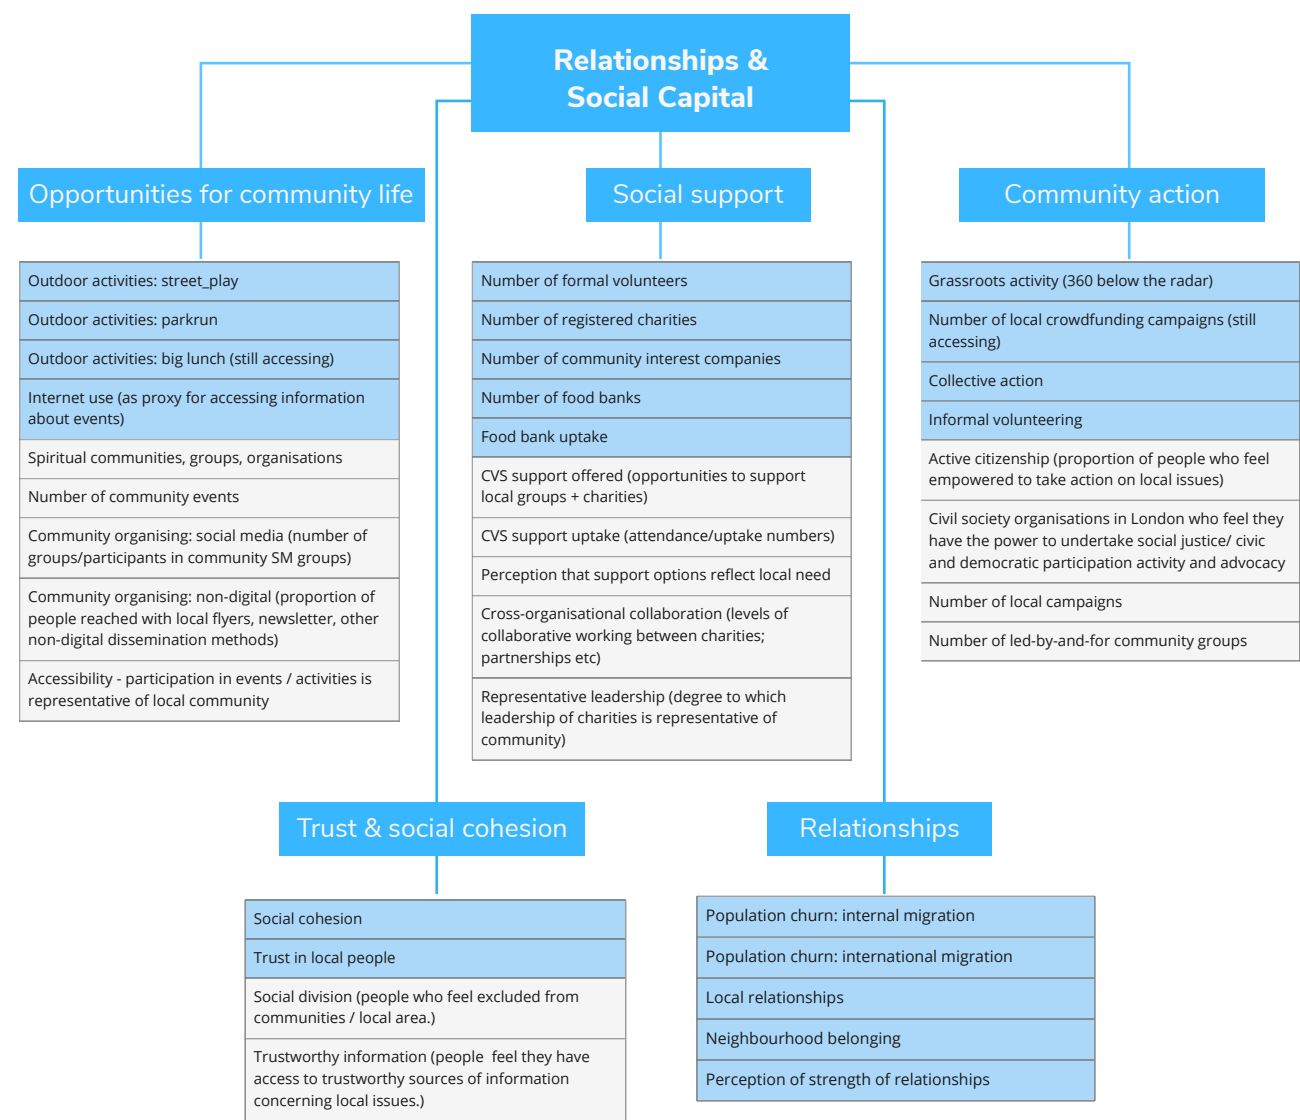 Relationships &
Social Capital
Opportunities for community life
Outdoor activities: street_play
Outdoor activities: parkrun
Outdoor activities: big lunch (still accessing)
Internet use (as proxy for accessing information
about events)
Spiritual communities, groups, organisations
Number of community events
Community organising: social media (number of
groups/participants in community SM groups)
Community organising: non-digital (proportion of
people reached with local flyers, newsletter, other
non-digital dissemination methods)
Accessibility - participation in events / activities is
representative of local community
Social support
Number of formal volunteers
Number of registered charities
Number of community interest companies
Number of food banks
Food bank uptake
CVS support offered (opportunities to support
local groups + charities)
CVS support uptake (attendance/uptake numbers)
Perception that support options reflect local need
Cross-organisational collaboration (levels of
collaborative working between charities;
partnerships etc)
Representative leadership (degree to which
leadership of charities is representative of
community)
Community action
Grassroots activity (360 below the radar)
Number of local crowdfunding campaigns (still
accessing)
Collective action
Informal volunteering
Active citizenship (proportion of people who feel
empowered to take action on local issues)
Civil society organisations in London who feel they
have the power to undertake social justice/ civic
and democratic participation activity and advocacy
Number of local campaigns
Number of led-by-and-for community groups
Trust & social cohesion
Social cohesion
Trust in local people
Social division (people who feel excluded from
communities / local area.)
Trustworthy information (people  feel they have
access to trustworthy sources of information
concerning local issues.)
Relationships
Population churn: internal migration
Population churn: international migration
Local relationships
Neighbourhood belonging
Perception of strength of relationships